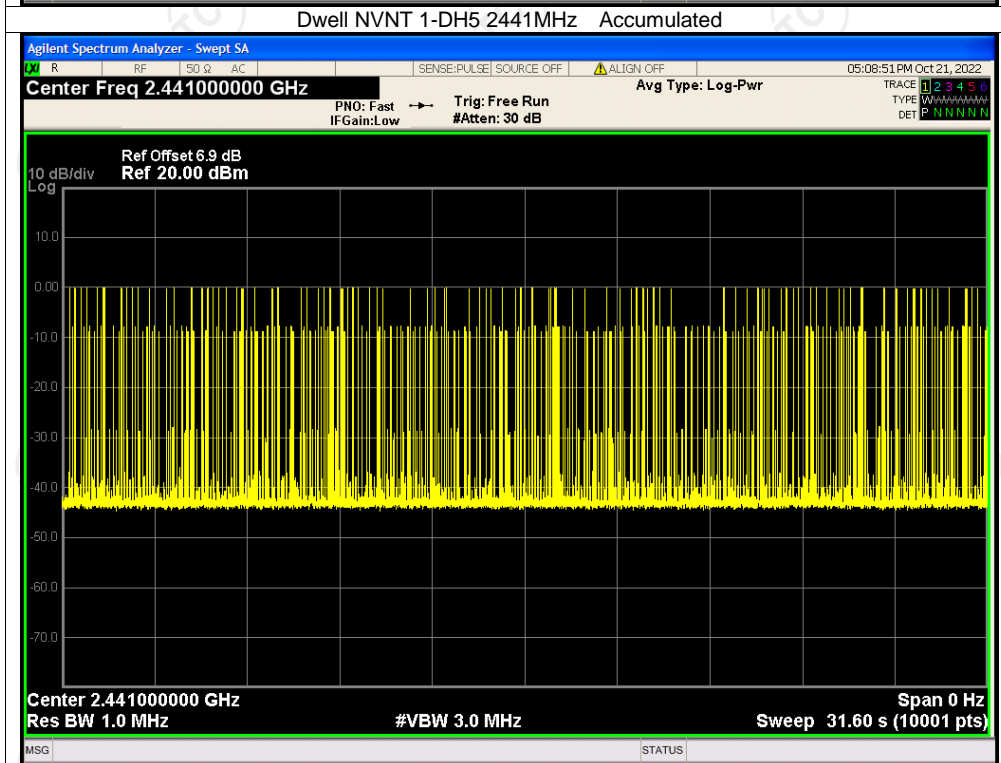 Dwell NVNT 1-DH5 2441MHz Accumulated
Agilent Spectrum Analyzer - Swept SA
LXI R RF 50 Ω AC SENSE:PULSE SOURCE OFF ALIGN OFF 05:08:51 PM Oct 21, 2022
Center Freq 2.441000000 GHz Avg Type: Log-Pwr TRACE 1 2 3 4 5 6
PNO: Fast Trig: Free Run TYPE W
IFGain:Low #Atten: 30 dB DET P N N N N N
Ref Offset 6.9 dB
10 dB/div Ref 20.00 dBm
Log
10.0
0.00
-10.0
-20.0
-30.0
-40.0
-50.0
-60.0
-70.0
Center 2.441000000 GHz Span 0 Hz
Res BW 1.0 MHz #VBW 3.0 MHz Sweep 31.60 s (10001 pts)
MSG STATUS